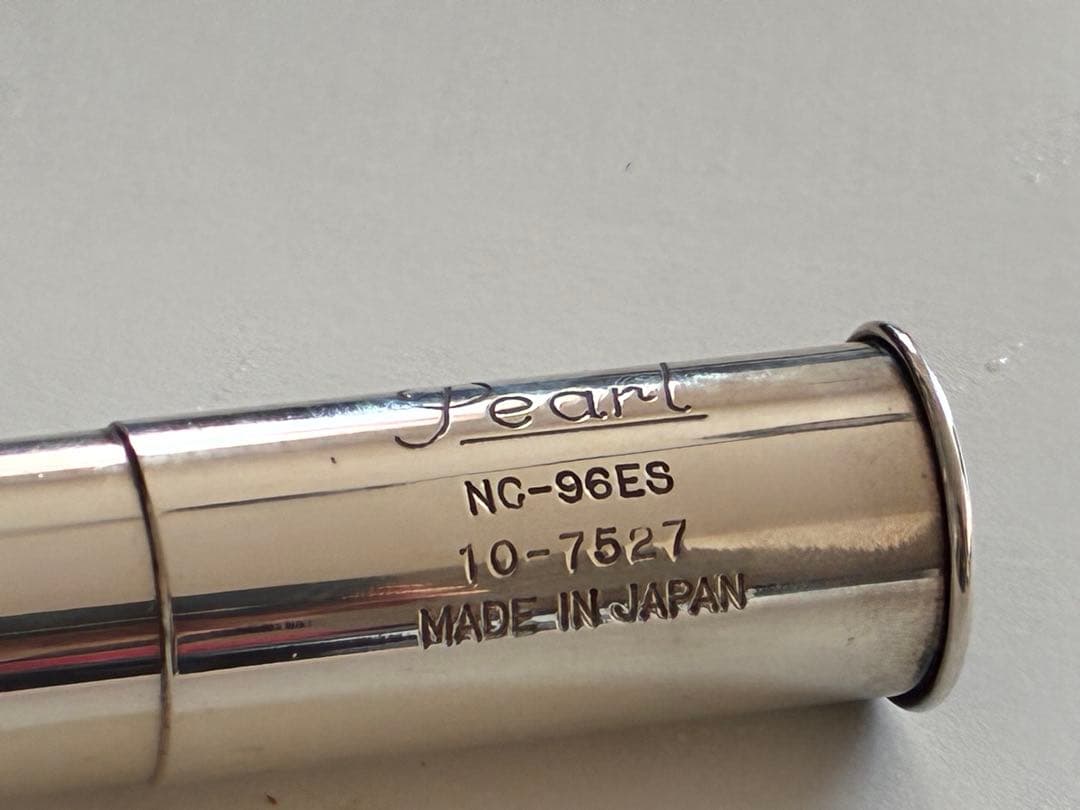 Pearl
NC-96ES
10-7527
MADE IN JAPAN